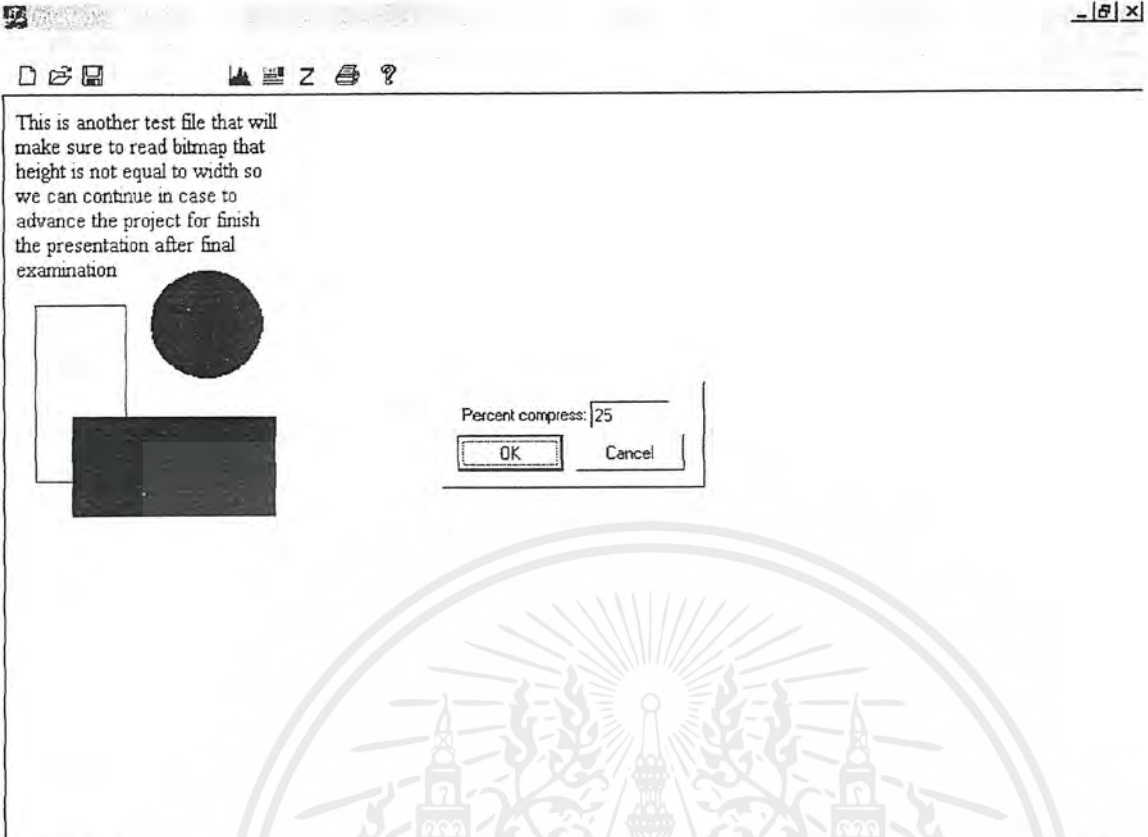 This is another test file that will
make sure to read bitmap that
height is not equal to width so
we can continue in case to
advance the project for finish
the presentation after final
examination
Percent compress: 25
OK Cancel